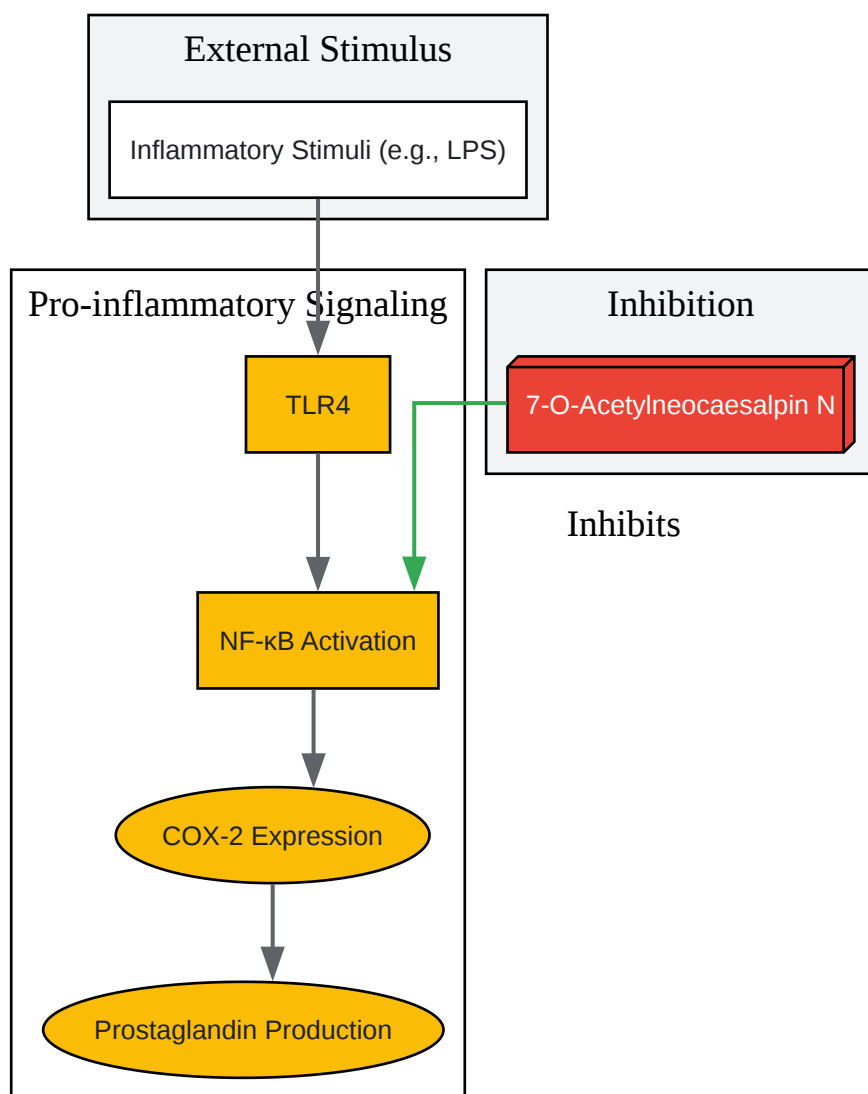 External Stimulus
Inflammatory Stimuli (e.g., LPS)
Pro-inflammatory Signaling
Inhibition
TLR4
7-O-Acetylneocaesalpin N
Inhibits
NF-κB Activation
COX-2 Expression
Prostaglandin Production